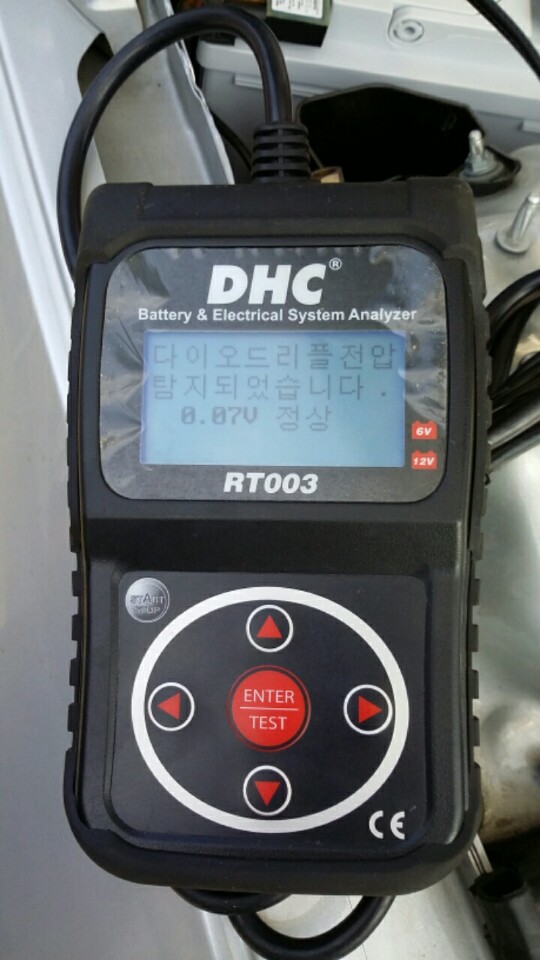 DHC®
Battery & Electrical System Analyzer
다이오드리플전압
탐지되었습니다.
0.07V 정상
6V
12V
RT003
START
STOP
ENTER
TEST
CE